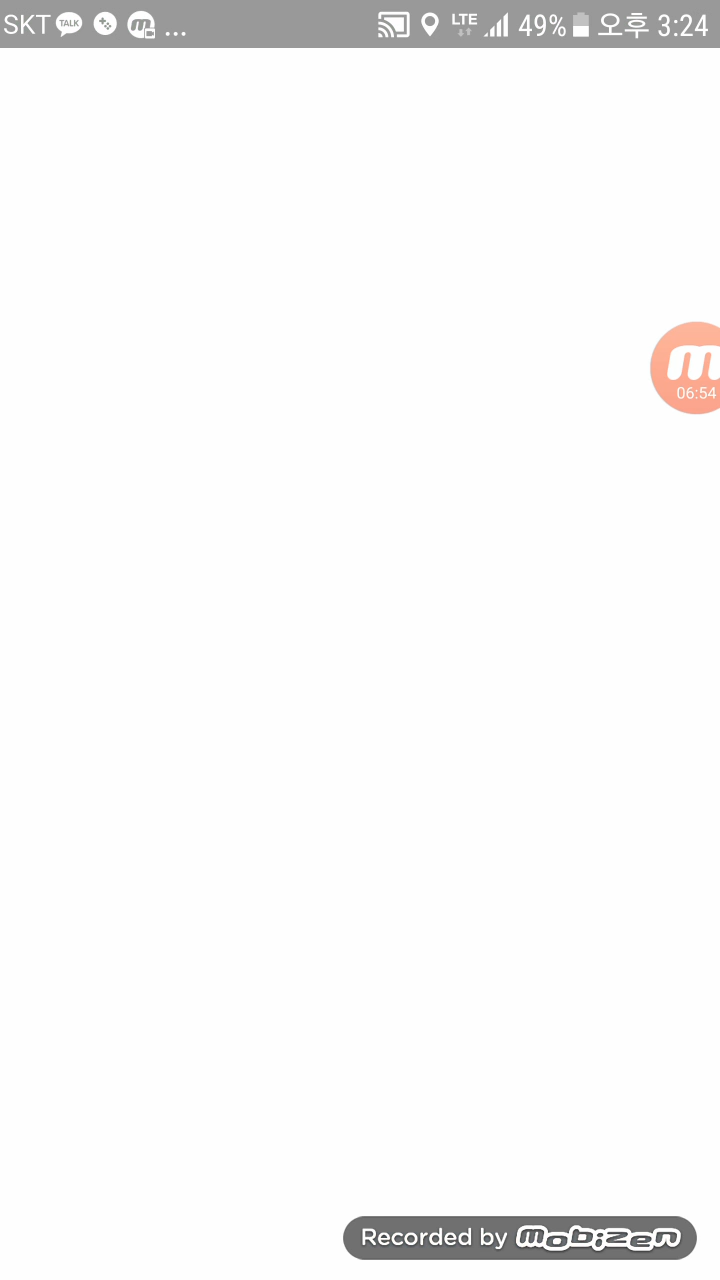 SKT TALK m ... LTE 49% 오후 3:24
m
06:54
Recorded by mobizen